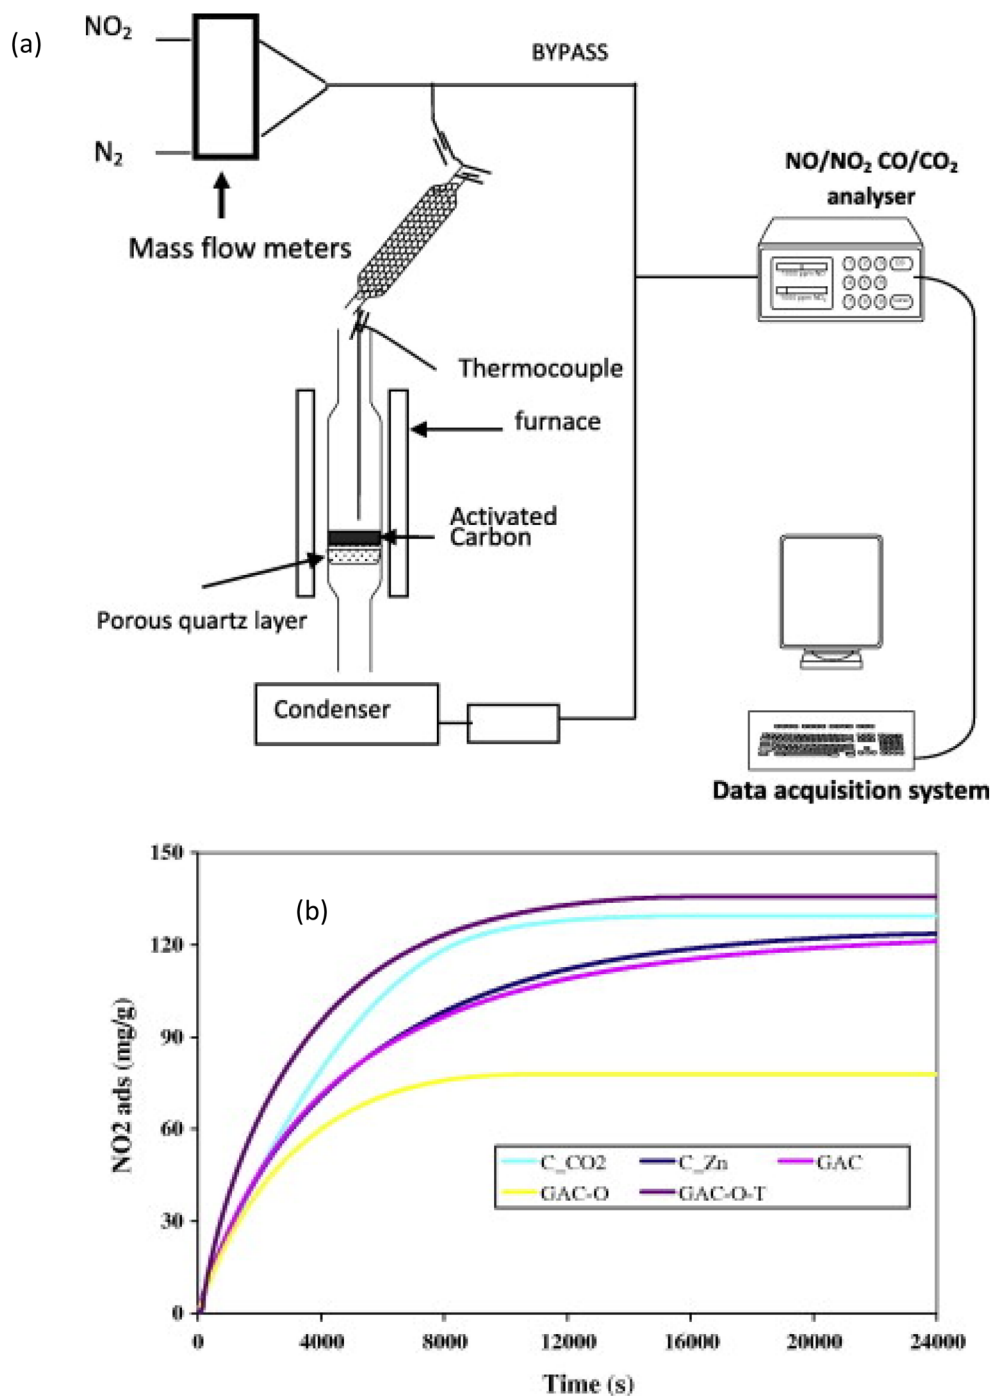 (a)
NO₂
BYPASS
N₂
NO/NO₂ CO/CO₂
analyser
Mass flow meters
Thermocouple
furnace
Activated
Carbon
Porous quartz layer
Condenser
Data acquisition system
(b)
150
120
90
60
30
0
NO2 ads (mg/g)
C_CO2 C_Zn GAC
GAC-O GAC-O-T
0 4000 8000 12000 16000 20000 24000
Time (s)